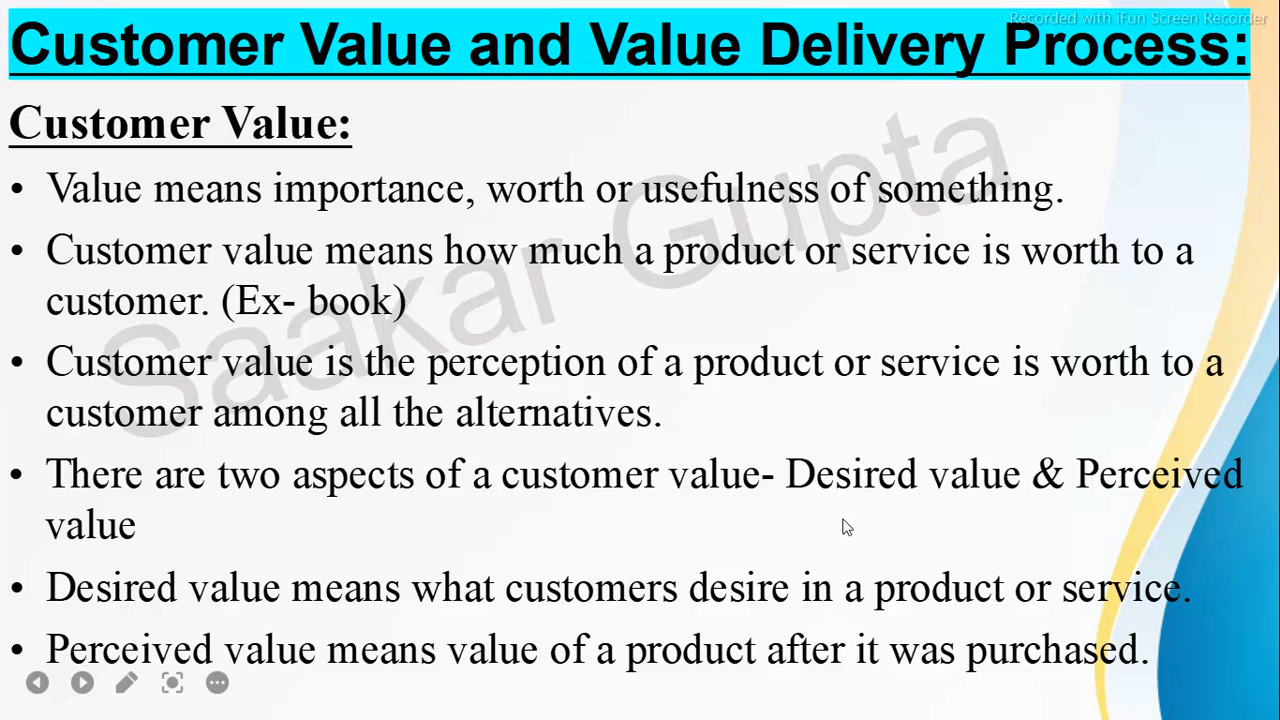 Recorded with iFun Screen Recorder
Customer Value and Value Delivery Process:
Customer Value:
• Value means importance, worth or usefulness of something.
• Customer value means how much a product or service is worth to a
customer. (Ex- book)
• Customer value is the perception of a product or service is worth to a
customer among all the alternatives.
• There are two aspects of a customer value- Desired value & Perceived
value
• Desired value means what customers desire in a product or service.
• Perceived value means value of a product after it was purchased.
Saakar Gupta